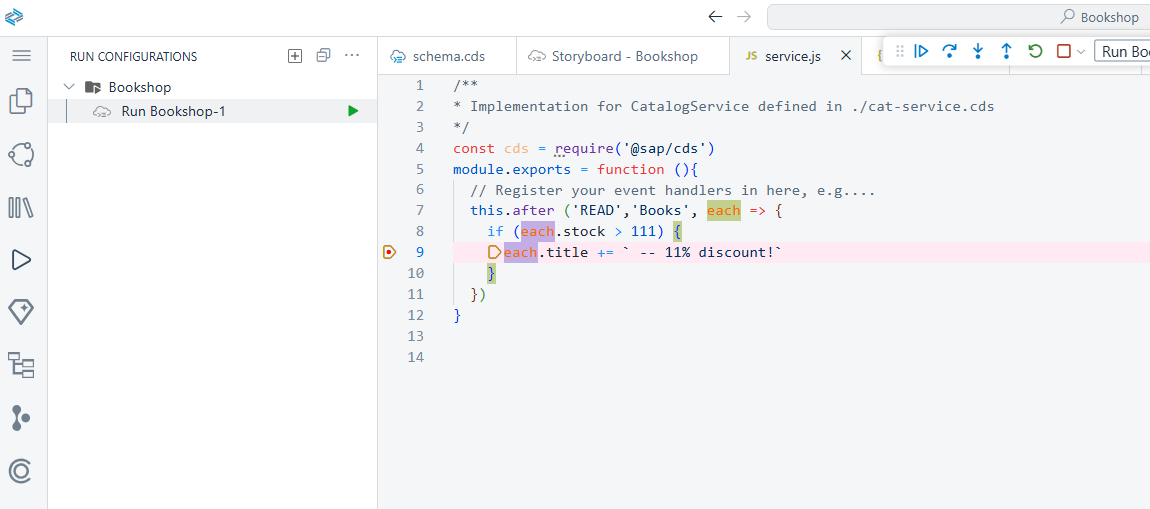 Bookshop
RUN CONFIGURATIONS
schema.cds
Storyboard - Bookshop
JS service.js
{
Run Boo
Bookshop
Run Bookshop-1
1 /**
2 * Implementation for CatalogService defined in ./cat-service.cds
3 */
4 const cds = require('@sap/cds')
5 module.exports = function (){
6 // Register your event handlers in here, e.g....
7 this.after ('READ','Books', each => {
8 if (each.stock > 111) {
9 each.title += ` -- 11% discount!`
10 }
11 })
12 }
13
14